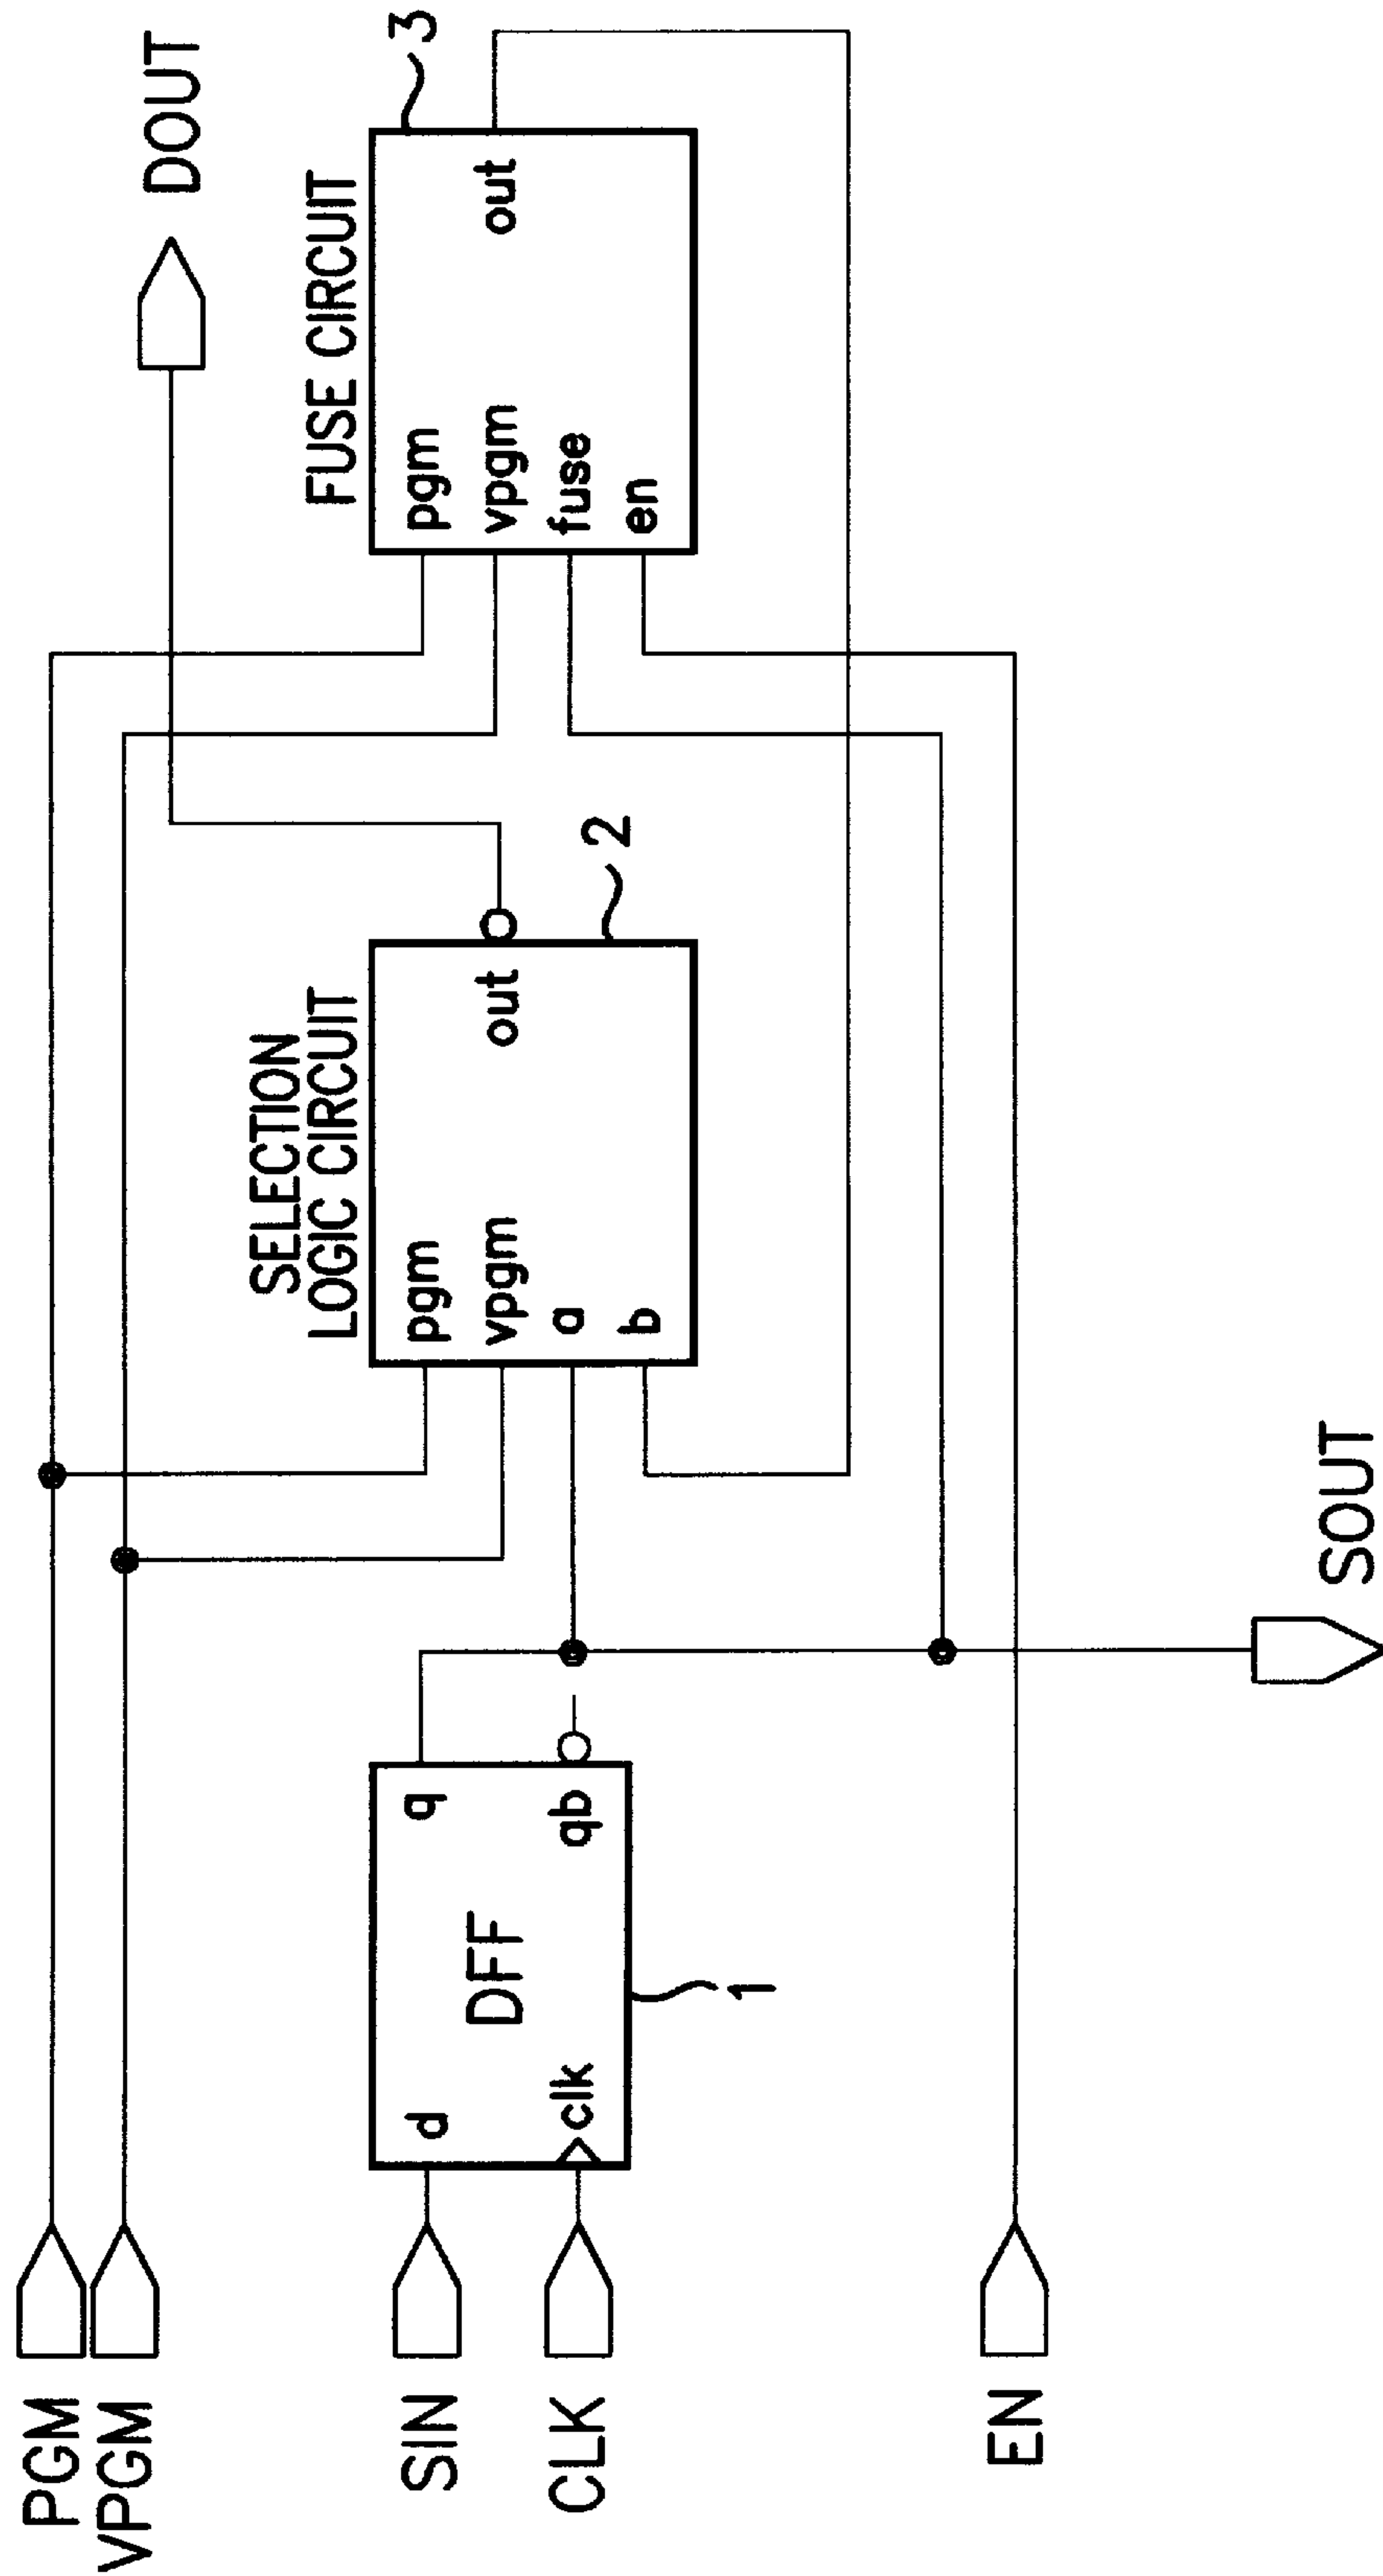 PGM
VPGM
SIN
CLK
EN
DFF
d
clk
q
qb
1
SOUT
SELECTION
LOGIC CIRCUIT
pgm
vpgm
a
b
out
2
FUSE CIRCUIT
pgm
vpgm
fuse
en
out
3
DOUT